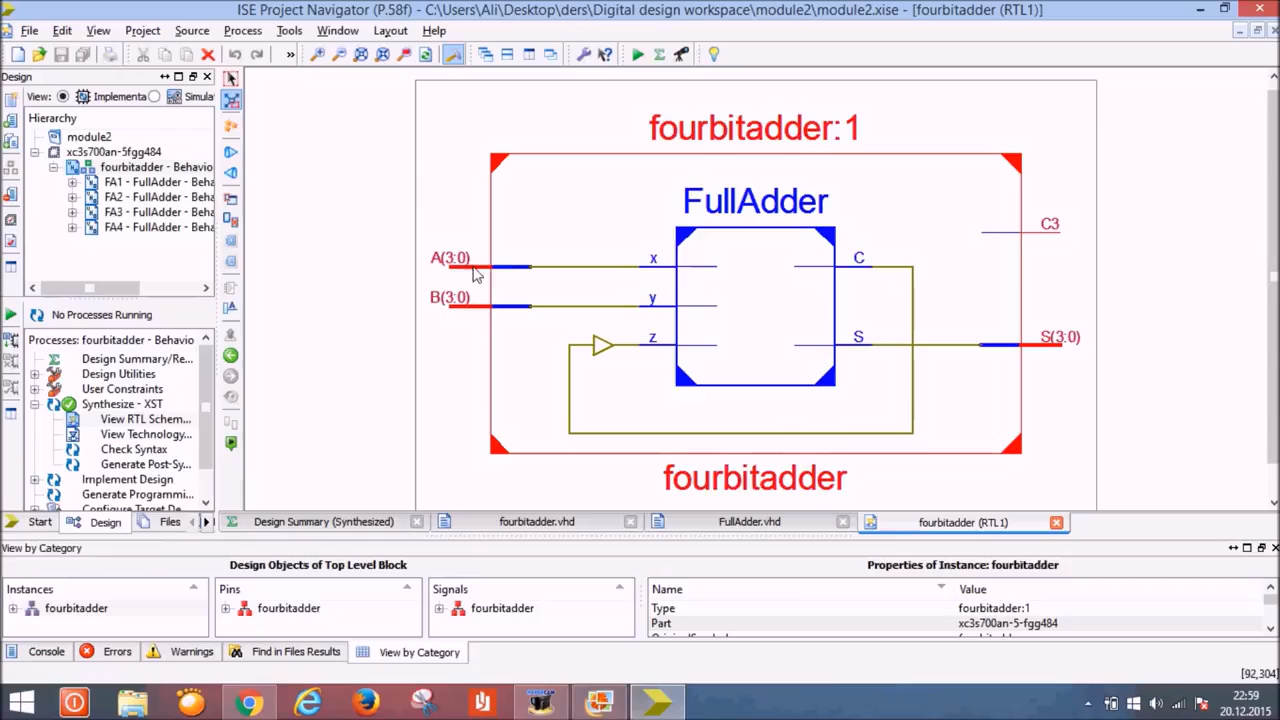 ISE Project Navigator (P.58f) - C:\Users\Ali\Desktop\ders\Digital design workspace\module2\module2.xise - [fourbitadder (RTL1)]
File Edit View Project Source Process Tools Window Layout Help
Design
View: Implementa Simula
Hierarchy
module2
xc3s700an-5fgg484
fourbitadder - Behavio
FA1 - FullAdder - Beha
FA2 - FullAdder - Beha
FA3 - FullAdder - Beha
FA4 - FullAdder - Beha
No Processes Running
Processes: fourbitadder - Behavio
Design Summary/Re...
Design Utilities
User Constraints
Synthesize - XST
View RTL Schem...
View Technology...
Check Syntax
Generate Post-Sy...
Implement Design
Generate Programmi...
Configure Target De
Start Design Files
fourbitadder:1
FullAdder
A(3:0)
B(3:0)
x
y
z
C
S
C3
S(3:0)
fourbitadder
Design Summary (Synthesized) fourbitadder.vhd FullAdder.vhd fourbitadder (RTL1)
View by Category
Design Objects of Top Level Block Properties of Instance: fourbitadder
Instances Pins Signals Name Value
fourbitadder fourbitadder fourbitadder Type fourbitadder:1
Part xc3s700an-5-fgg484
Console Errors Warnings Find in Files Results View by Category
[92,304]
22:59
20.12.2015